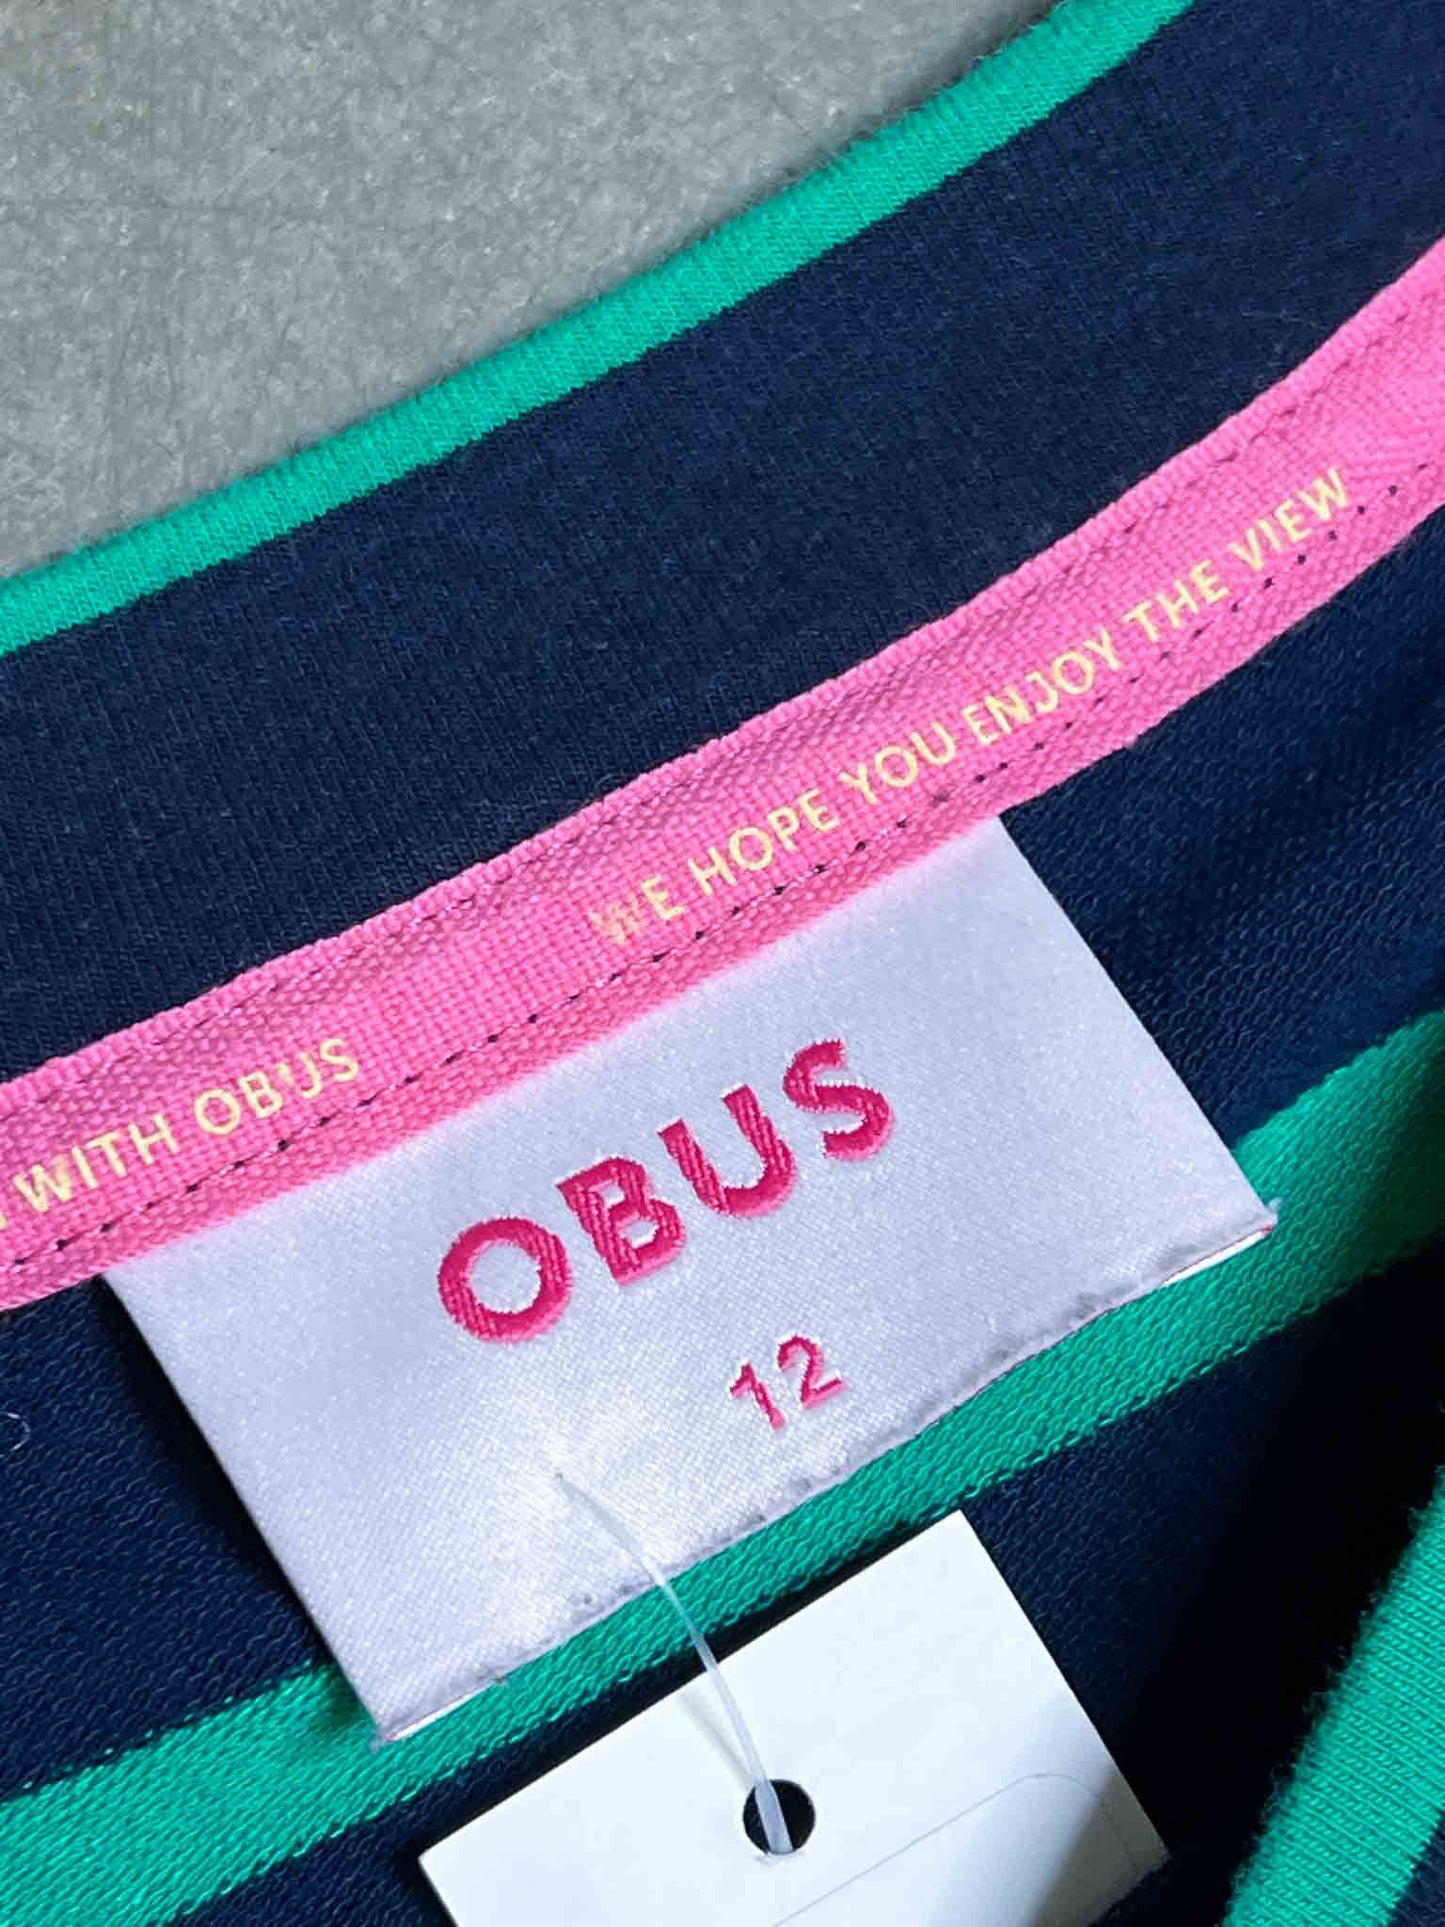 WITH OBUS WE HOPE YOU ENJOY THE VIEW
OBUS
12